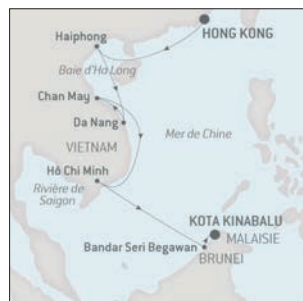 HONG KONG
Haiphong
Baie d'Ha Long
Chan May
Da Nang
Mer de Chine
VIETNAM
Hô Chi Minh
Rivière de
Saigon
KOTA KINABALU
MALAISIE
Bandar Seri Begawan
BRUNEI